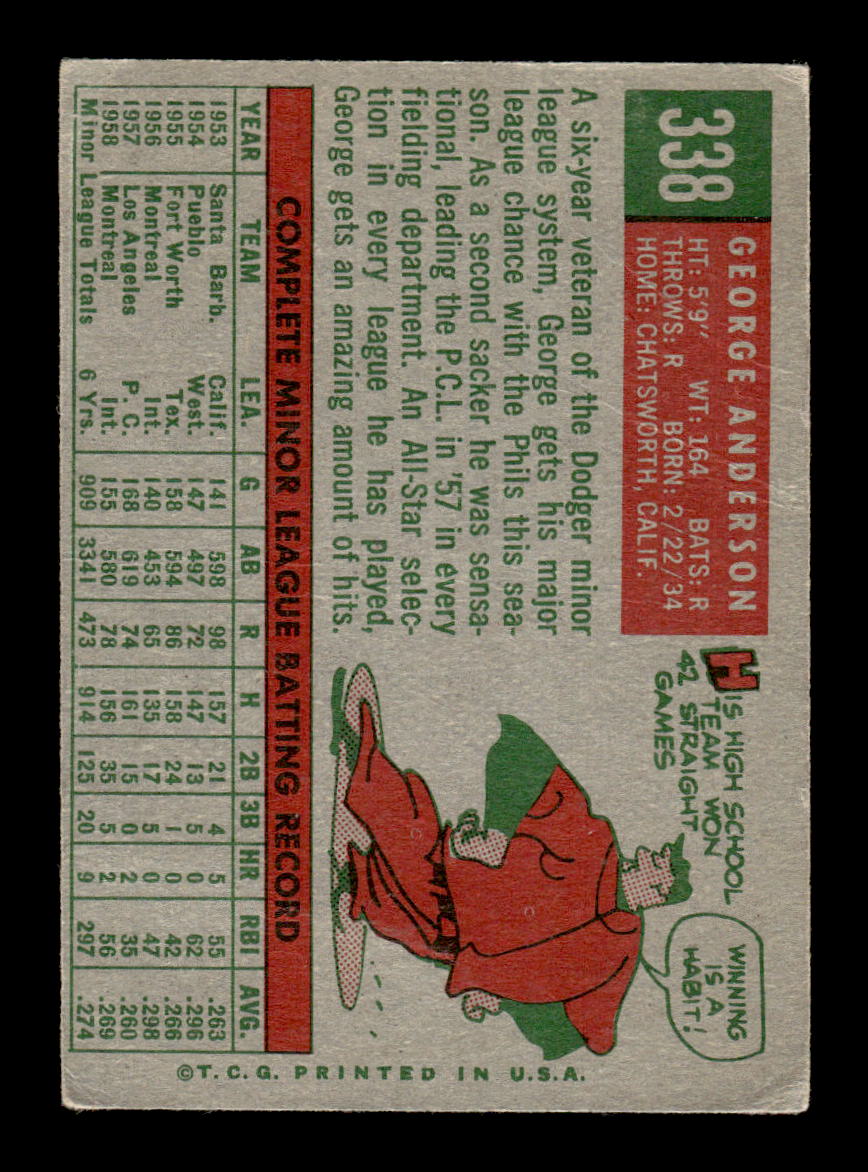 338
GEORGE ANDERSON
HT: 5'9" WT: 164 BATS: R
THROWS: R BORN: 2/22/34
HOME: CHATSWORTH, CALIF.
A six-year veteran of the Dodger minor
league system, George gets his major
league chance with the Phils this sea-
son. As a second sacker he was sensa-
tional, leading the P.C.L. in '57 in every
fielding department. An All-Star selec-
tion in every league he has played,
George gets an amazing amount of hits.
HIS HIGH SCHOOL
TEAM WON
42 STRAIGHT
GAMES
WINNING
IS A
HABIT!
COMPLETE MINOR LEAGUE BATTING RECORD
YEAR TEAM LEA. G AB R H 2B 3B HR RBI AVG.
1953 Santa Barb. Calif. 141 598 98 157 21 4 5 55 .263
1954 Pueblo West. 147 497 72 147 13 5 0 62 .296
1955 Fort Worth Tex. 158 594 86 158 24 1 0 42 .266
1956 Montreal Int. 140 453 65 135 17 5 0 47 .298
1957 Los Angeles P.C. 168 619 74 161 15 0 2 35 .260
1958 Montreal Int. 155 580 78 156 35 5 2 56 .269
Minor League Totals 6 Yrs. 909 3341 473 914 125 20 9 297 .274
©T.C.G. PRINTED IN U.S.A.